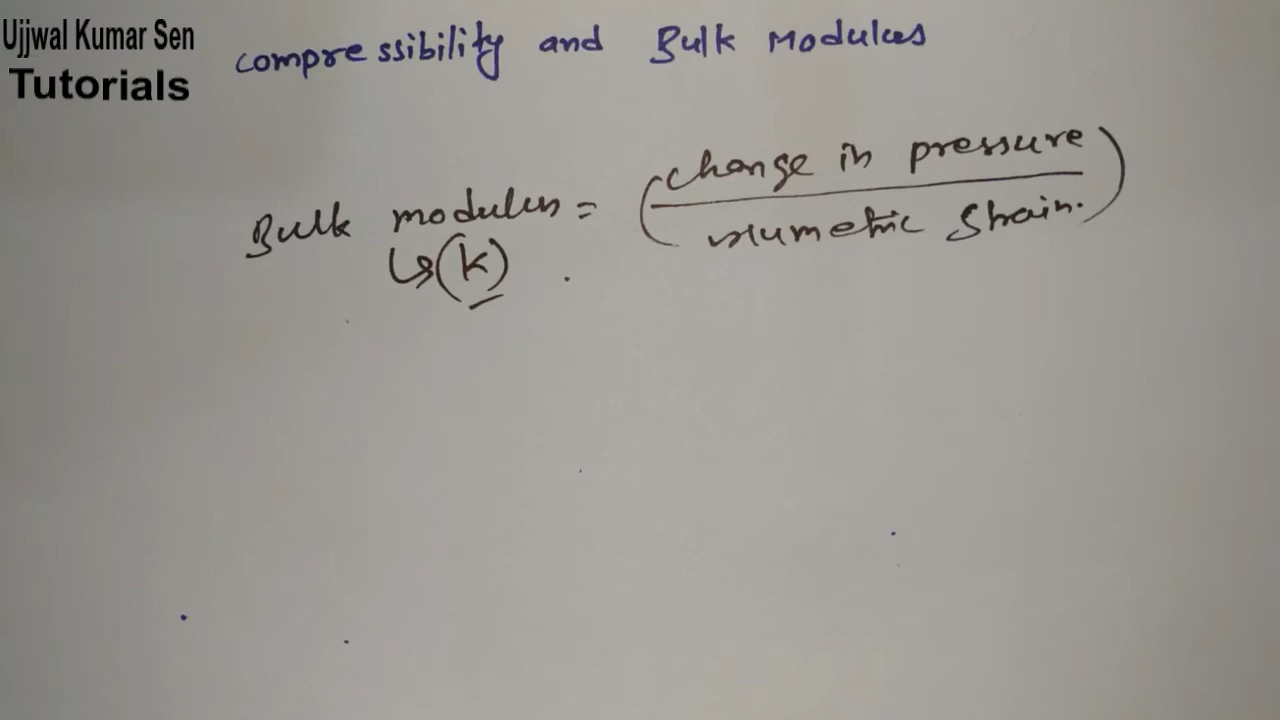 Ujjwal Kumar Sen
Tutorials
compressibility and Bulk Modulus
Bulk modulus = (change in pressure / volumetric strain.)
↳ (k)